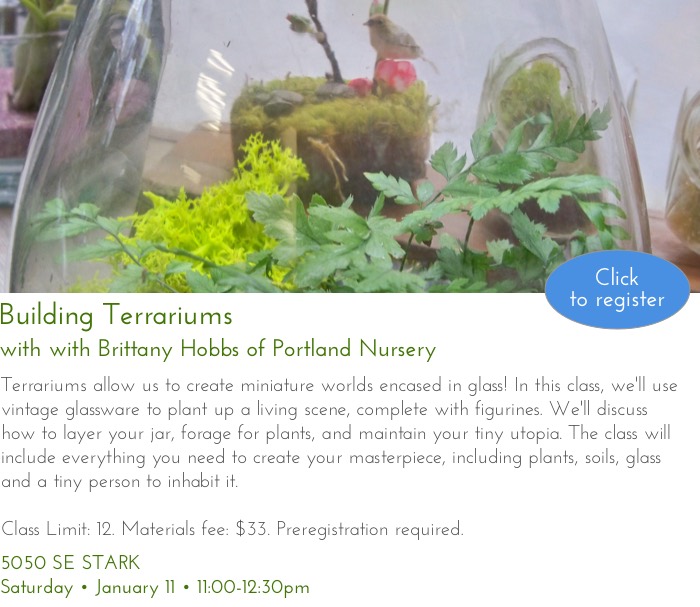 Click
to register
Building Terrariums
with with Brittany Hobbs of Portland Nursery
Terrariums allow us to create miniature worlds encased in glass! In this class, we'll use
vintage glassware to plant up a living scene, complete with figurines. We'll discuss
how to layer your jar, forage for plants, and maintain your tiny utopia. The class will
include everything you need to create your masterpiece, including plants, soils, glass
and a tiny person to inhabit it.
Class Limit: 12. Materials fee: $33. Preregistration required.
5050 SE STARK
Saturday • January 11 • 11:00-12:30pm